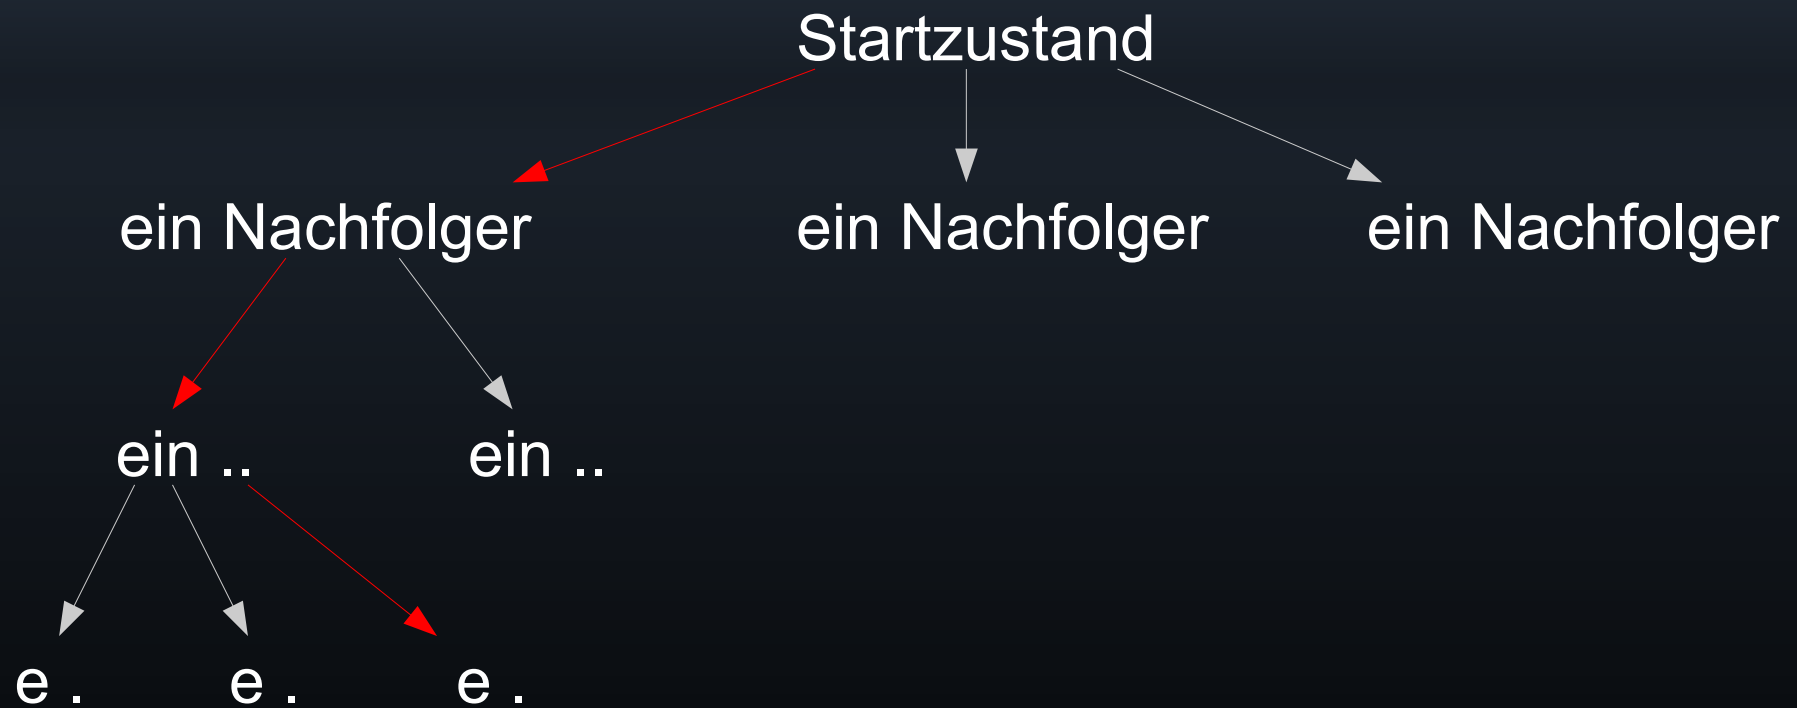 Startzustand
ein Nachfolger ein Nachfolger ein Nachfolger
ein .. ein ..
e . e . e .